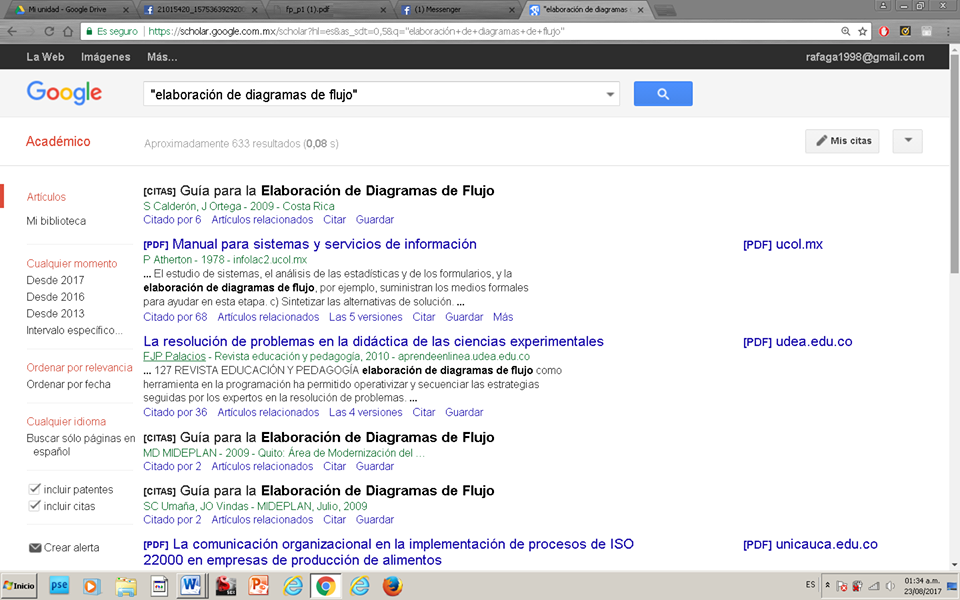 Mi unidad - Google Drive
21015420_1575363929200
fp_p1 (1).pdf
(1) Messenger
"elaboración de diagramas
Es seguro
https://scholar.google.com.mx/scholar?hl=es&as_sdt=0,5&q="elaboración+de+diagramas+de+flujo"
La Web Imágenes Más... rafaga1998@gmail.com
Google "elaboración de diagramas de flujo"
Académico Aproximadamente 633 resultados (0,08 s) Mis citas
Artículos
Mi biblioteca
Cualquier momento
Desde 2017
Desde 2016
Desde 2013
Intervalo específico...
Ordenar por relevancia
Ordenar por fecha
Cualquier idioma
Buscar sólo páginas en
español
incluir patentes
incluir citas
Crear alerta
[CITAS] Guía para la Elaboración de Diagramas de Flujo
S Calderón, J Ortega - 2009 - Costa Rica
Citado por 6 Artículos relacionados Citar Guardar
[PDF] Manual para sistemas y servicios de información [PDF] ucol.mx
P Atherton - 1978 - infolac2.ucol.mx
... El estudio de sistemas, el análisis de las estadísticas y de los formularios, y la
elaboración de diagramas de flujo, por ejemplo, suministran los medios formales
para ayudar en esta etapa. c) Sintetizar las alternativas de solución. ...
Citado por 68 Artículos relacionados Las 5 versiones Citar Guardar Más
La resolución de problemas en la didáctica de las ciencias experimentales [PDF] udea.edu.co
FJP Palacios - Revista educación y pedagogía, 2010 - aprendeenlinea.udea.edu.co
... 127 REVISTA EDUCACIÓN Y PEDAGOGÍA elaboración de diagramas de flujo como
herramienta en la programación ha permitido operativizar y secuenciar las estrategias
seguidas por los expertos en la resolución de problemas. ...
Citado por 36 Artículos relacionados Las 4 versiones Citar Guardar
[CITAS] Guía para la Elaboración de Diagramas de Flujo
MD MIDEPLAN - 2009 - Quito: Área de Modernización del ...
Citado por 2 Artículos relacionados Citar Guardar
[CITAS] Guía para la Elaboración de Diagramas de Flujo
SC Umaña, JO Vindas - MIDEPLAN, Julio, 2009
Citado por 2 Artículos relacionados Citar Guardar
[PDF] La comunicación organizacional en la implementación de procesos de ISO [PDF] unicauca.edu.co
22000 en empresas de producción de alimentos
Inicio pse ES 01:34 a.m.
23/08/2017